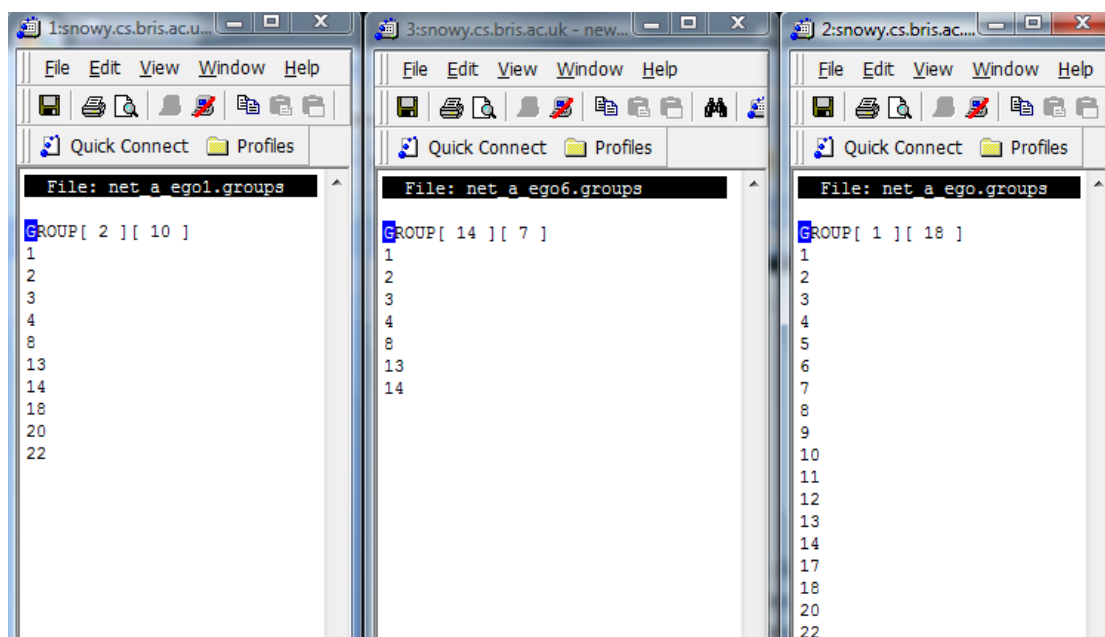 1:snowy.cs.bris.ac.u...
File Edit View Window Help
Quick Connect Profiles
File: net_a_ego1.groups
GROUP[ 2 ][ 10 ]
1
2
3
4
8
13
14
18
20
22
3:snowy.cs.bris.ac.uk - new...
File Edit View Window Help
Quick Connect Profiles
File: net_a_ego6.groups
GROUP[ 14 ][ 7 ]
1
2
3
4
8
13
14
2:snowy.cs.bris.ac....
File Edit View Window Help
Quick Connect Profiles
File: net_a_ego.groups
GROUP[ 1 ][ 18 ]
1
2
3
4
5
6
7
8
9
10
11
12
13
14
17
18
20
22